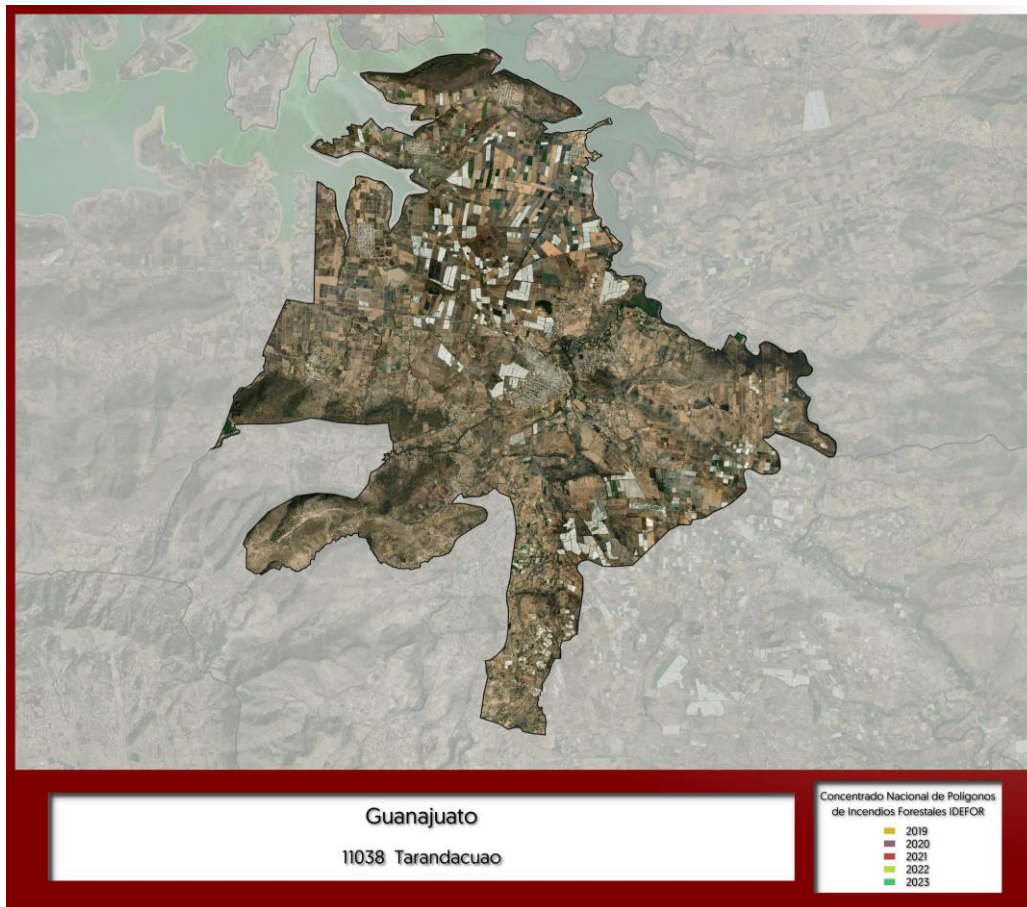 Guanajuato
11038 Tarandacuao
Concentrado Nacional de Polígonos
de Incendios Forestales IDEFOR
2019
2020
2021
2022
2023